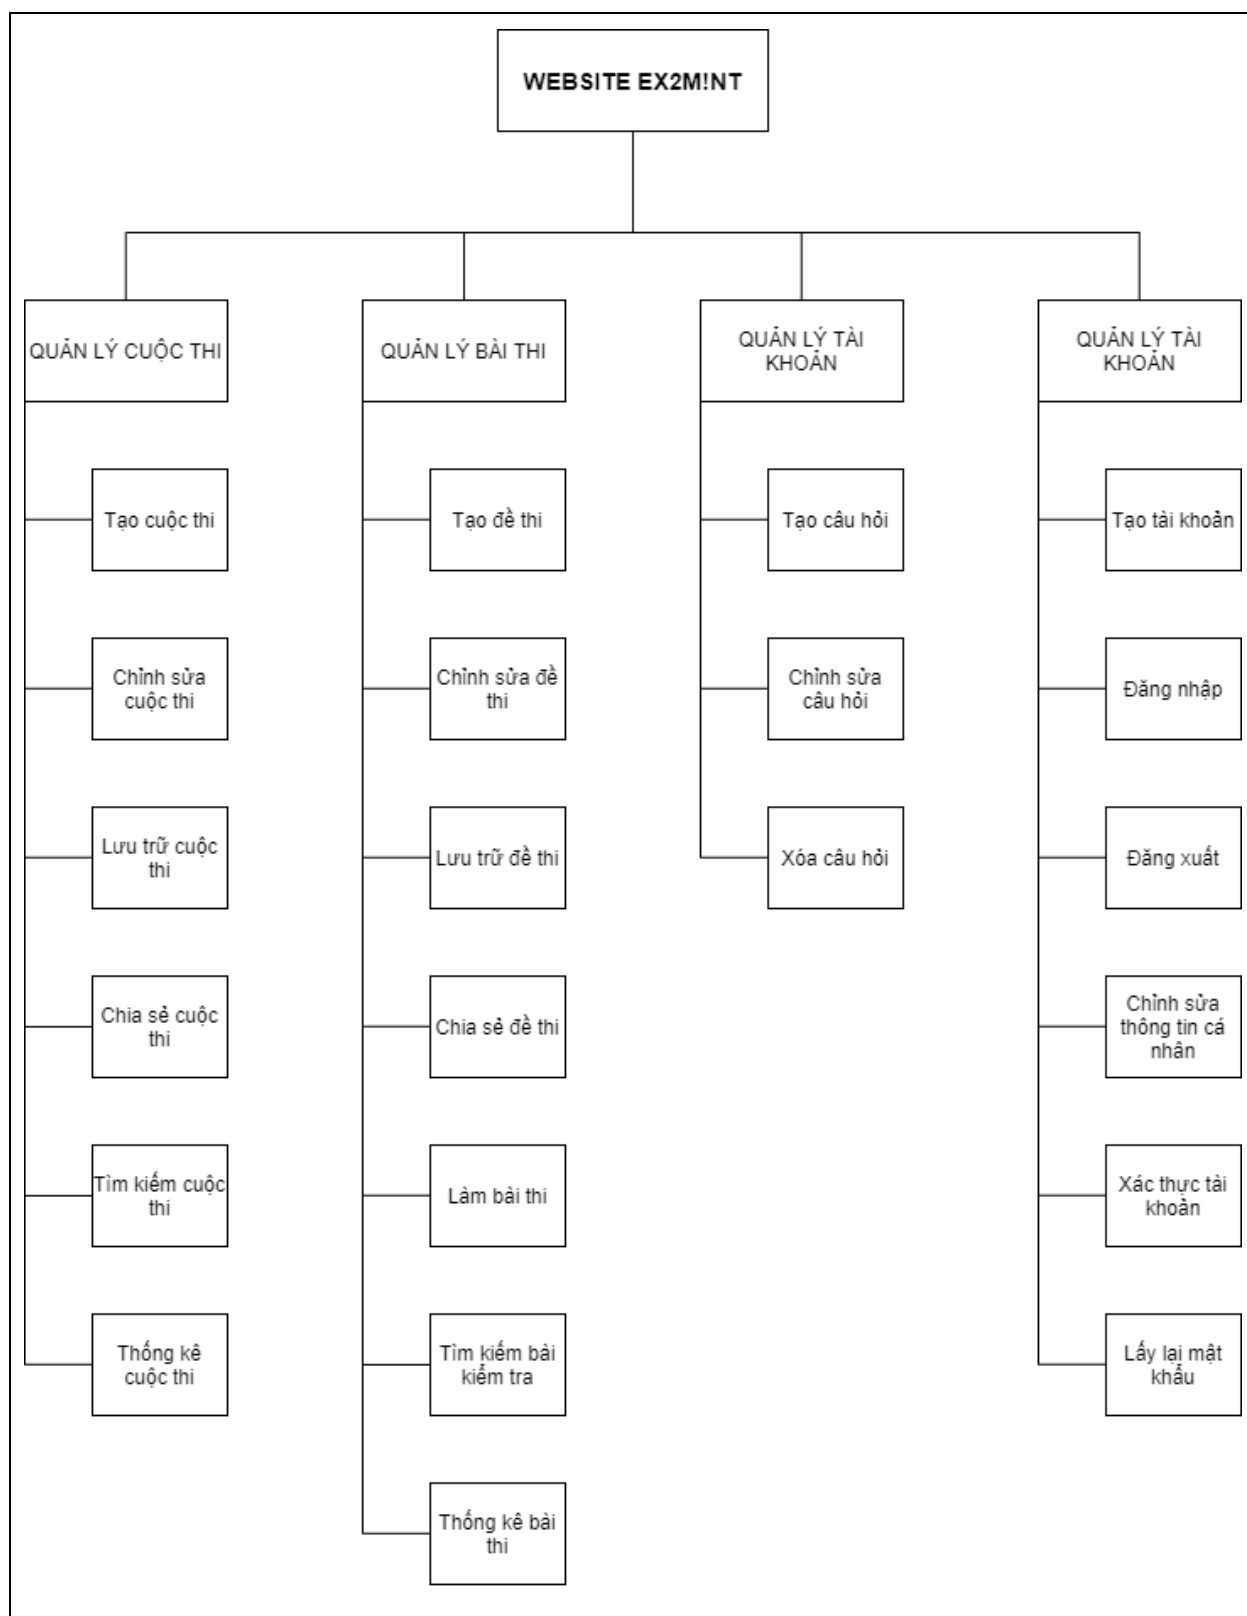 WEBSITE EX2M!NT
QUẢN LÝ CUỘC THI
QUẢN LÝ BÀI THI
QUẢN LÝ TÀI
KHOẢN
QUẢN LÝ TÀI
KHOẢN
Tạo cuộc thi
Tạo đề thi
Tạo câu hỏi
Tạo tài khoản
Chỉnh sửa
cuộc thi
Chỉnh sửa đề
thi
Chỉnh sửa
câu hỏi
Đăng nhập
Lưu trữ cuộc
thi
Lưu trữ đề thi
Xóa câu hỏi
Đăng xuất
Chia sẻ cuộc
thi
Chia sẻ đề thi
Chỉnh sửa
thông tin cá
nhân
Tìm kiếm cuộc
thi
Làm bài thi
Xác thực tài
khoản
Thống kê
cuộc thi
Tìm kiếm bài
kiểm tra
Lấy lại mật
khẩu
Thống kê bài
thi